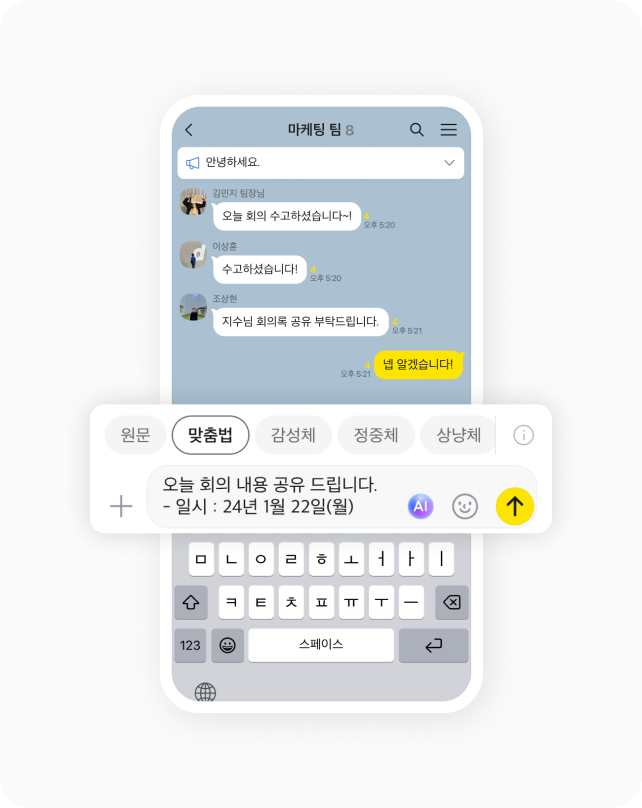 마케팅 팀 8
안녕하세요.
김민지 팀장님
오늘 회의 수고하셨습니다~!
4
오후 5:20
이상훈
수고하셨습니다!
4
오후 5:20
조상현
지수님 회의록 공유 부탁드립니다.
4
오후 5:21
넵 알겠습니다!
4
오후 5:21
원문 맞춤법 감성체 정중체 상냥체
오늘 회의 내용 공유 드립니다.
- 일시 : 24년 1월 22일(월)
AI
ㅁ ㄴ ㅇ ㄹ ㅎ ㅗ ㅓ ㅏ ㅣ
ㅋ ㅌ ㅊ ㅍ ㅠ ㅜ ㅡ
123 스페이스